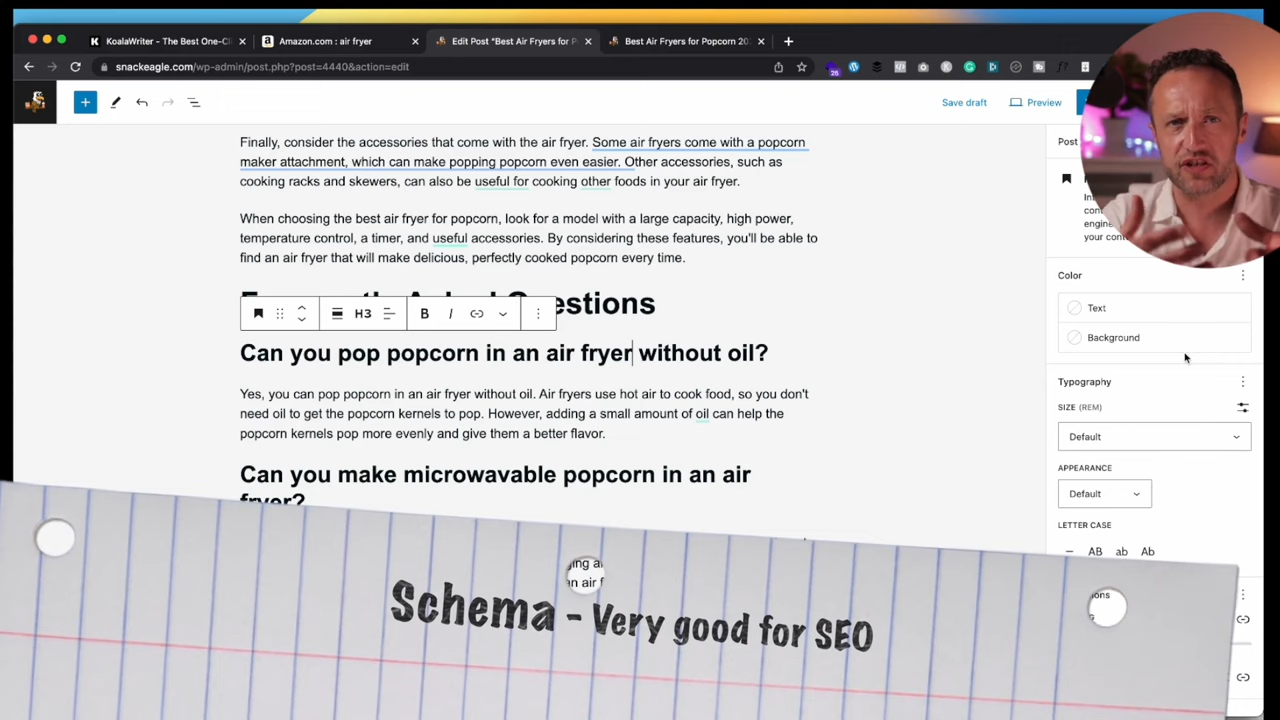 KoalaWriter - The Best One-Cl
Amazon.com : air fryer
Edit Post "Best Air Fryers for P
Best Air Fryers for Popcorn 20
snackeagle.com/wp-admin/post.php?post=4440&action=edit
26
Save draft
Preview
Finally, consider the accessories that come with the air fryer. Some air fryers come with a popcorn
maker attachment, which can make popping popcorn even easier. Other accessories, such as
cooking racks and skewers, can also be useful for cooking other foods in your air fryer.
When choosing the best air fryer for popcorn, look for a model with a large capacity, high power,
temperature control, a timer, and useful accessories. By considering these features, you'll be able to
find an air fryer that will make delicious, perfectly cooked popcorn every time.
Frequently Asked Questions
H3
B
I
Can you pop popcorn in an air fryer without oil?
Yes, you can pop popcorn in an air fryer without oil. Air fryers use hot air to cook food, so you don't
need oil to get the popcorn kernels to pop. However, adding a small amount of oil can help the
popcorn kernels pop more evenly and give them a better flavor.
Can you make microwavable popcorn in an air
fryer?
Post
your conte
Color
Text
Background
Typography
SIZE (REM)
Default
APPEARANCE
Default
LETTER CASE
– AB ab Ab
ing a
an air f
ons
Schema - Very good for SEO